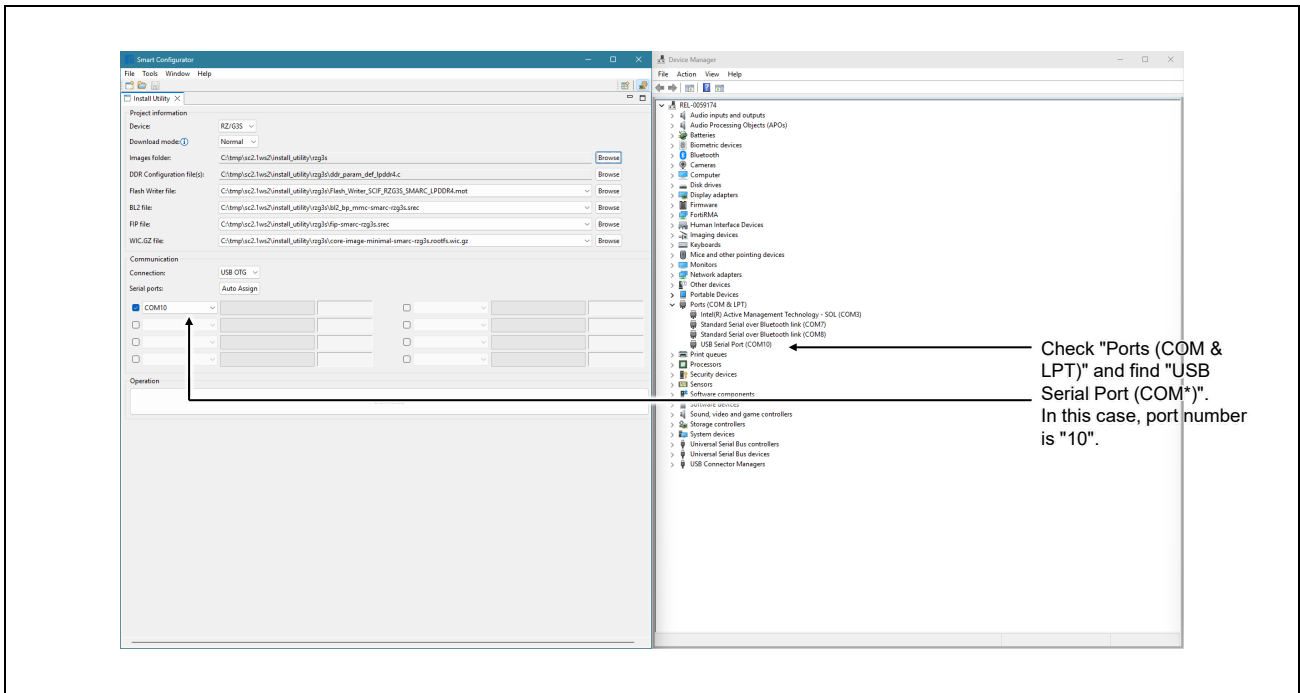 Smart Configurator
File Tools Window Help
Install Utility
Project information
Device: RZ/G3S
Download mode: Normal
Images folder: C:\tmp\sc2.1ws2\install_utility\rzg3s Browse
DDR Configuration file(s): C:\tmp\sc2.1ws2\install_utility\rzg3s\ddr_param_def_lpddr4.c
Flash Writer file: C:\tmp\sc2.1ws2\install_utility\rzg3s\Flash_Writer_SCIF_RZG3S_SMARC_LPDDR4.mot Browse
BL2 file: C:\tmp\sc2.1ws2\install_utility\rzg3s\bl2_bp_mmc-smarc-rzg3s.srec Browse
FIP file: C:\tmp\sc2.1ws2\install_utility\rzg3s\fip-smarc-rzg3s.srec Browse
WIC.GZ file: C:\tmp\sc2.1ws2\install_utility\rzg3s\core-image-minimal-smarc-rzg3s.rootfs.wic.gz Browse
Communication
Connection: USB OTG
Serial ports: Auto Assign
COM10
Operation
Device Manager
File Action View Help
REL-0059174
Audio inputs and outputs
Audio Processing Objects (APOs)
Batteries
Biometric devices
Bluetooth
Cameras
Computer
Disk drives
Display adapters
Firmware
FortiRMA
Human Interface Devices
Imaging devices
Keyboards
Mice and other pointing devices
Monitors
Network adapters
Other devices
Portable Devices
Ports (COM & LPT)
Intel(R) Active Management Technology - SOL (COM3)
Standard Serial over Bluetooth link (COM7)
Standard Serial over Bluetooth link (COM8)
USB Serial Port (COM10)
Print queues
Processors
Security devices
Sensors
Software components
Software devices
Sound, video and game controllers
Storage controllers
System devices
Universal Serial Bus controllers
Universal Serial Bus devices
USB Connector Managers
Check "Ports (COM &
LPT)" and find "USB
Serial Port (COM*)".
In this case, port number
is "10".